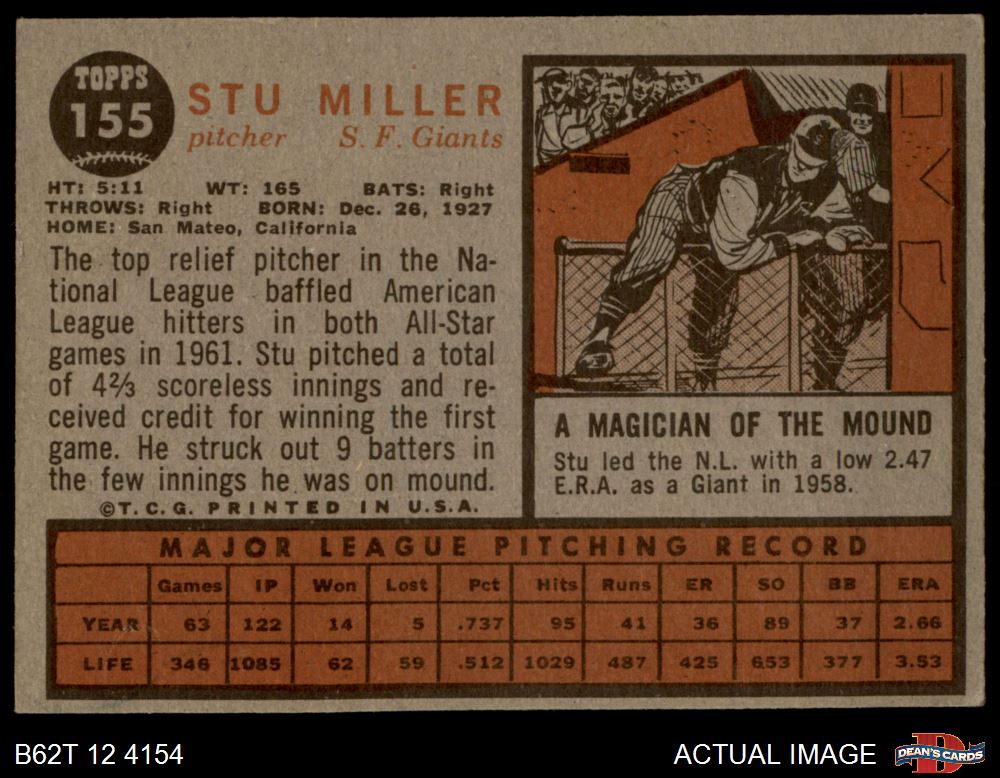 TOPPS
155
STU MILLER
pitcher S. F. Giants
HT: 5:11 WT: 165 BATS: Right
THROWS: Right BORN: Dec. 26, 1927
HOME: San Mateo, California
The top relief pitcher in the Na-
tional League baffled American
League hitters in both All-Star
games in 1961. Stu pitched a total
of 4⅔ scoreless innings and re-
ceived credit for winning the first
game. He struck out 9 batters in
the few innings he was on mound.
©T. C. G. PRINTED IN U.S.A.
A MAGICIAN OF THE MOUND
Stu led the N.L. with a low 2.47
E.R.A. as a Giant in 1958.
MAJOR LEAGUE PITCHING RECORD
Games IP Won Lost Pct Hits Runs ER SO BB ERA
YEAR 63 122 14 5 .737 95 41 36 89 37 2.66
LIFE 346 1085 62 59 .512 1029 487 425 653 377 3.53
B62T 12 4154 ACTUAL IMAGE DEAN'S CARDS